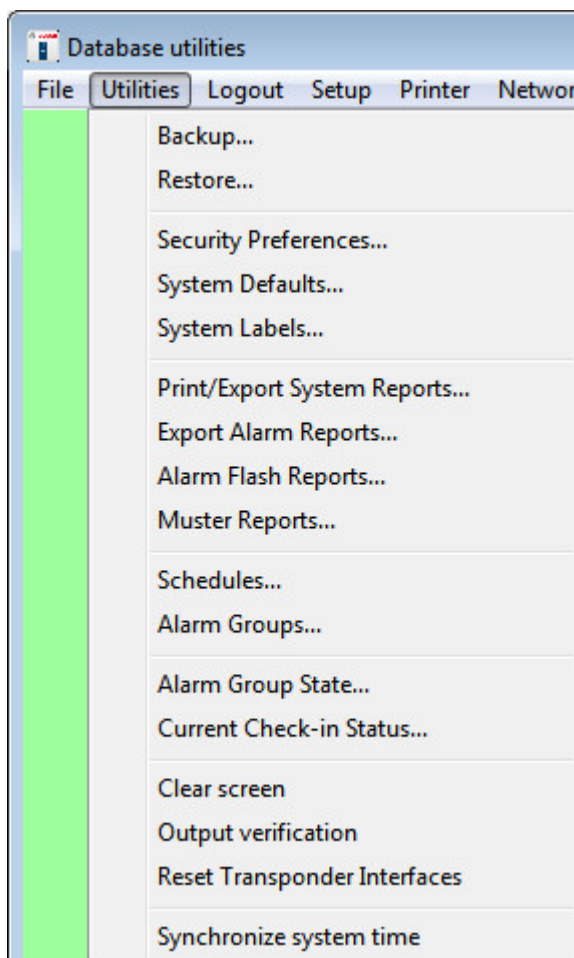 Database utilities
File Utilities Logout Setup Printer Networ
Backup...
Restore...
Security Preferences...
System Defaults...
System Labels...
Print/Export System Reports...
Export Alarm Reports...
Alarm Flash Reports...
Muster Reports...
Schedules...
Alarm Groups...
Alarm Group State...
Current Check-in Status...
Clear screen
Output verification
Reset Transponder Interfaces
Synchronize system time